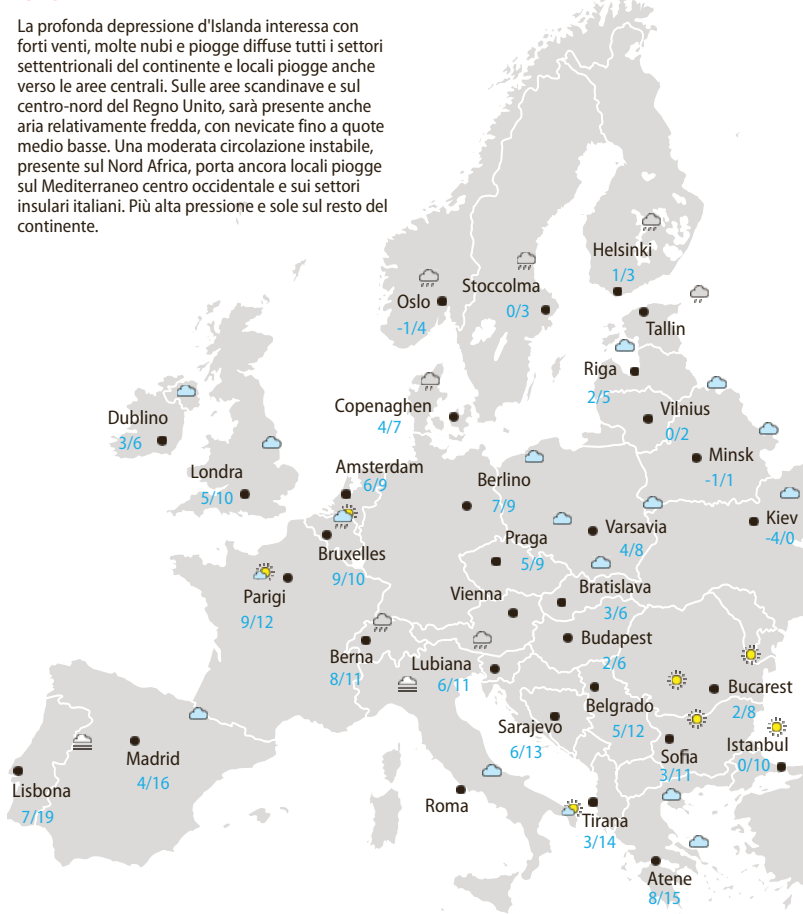 La profonda depressione d'Islanda interessa con
forti venti, molte nubi e piogge diffuse tutti i settori
settentrionali del continente e locali piogge anche
verso le aree centrali. Sulle aree scandinave e sul
centro-nord del Regno Unito, sarà presente anche
aria relativamente fredda, con nevicate fino a quote
medio basse. Una moderata circolazione instabile,
presente sul Nord Africa, porta ancora locali piogge
sul Mediterraneo centro occidentale e sui settori
insulari italiani. Più alta pressione e sole sul resto del
continente.
Helsinki
1/3
Stoccolma
0/3
Oslo
-1/4
Tallin
Riga
2/5
Copenaghen
4/7
Vilnius
0/2
Dublino
3/6
Minsk
-1/1
Londra
5/10
Amsterdam
6/9
Berlino
7/9
Kiev
-4/0
Varsavia
4/8
Praga
5/9
Bruxelles
9/10
Parigi
9/12
Vienna
Bratislava
3/6
Budapest
2/6
Berna
8/11
Lubiana
6/11
Bucarest
2/8
Belgrado
5/12
Sarajevo
6/13
Istanbul
0/10
Sofia
3/11
Madrid
4/16
Lisbona
7/19
Roma
Tirana
3/14
Atene
8/15